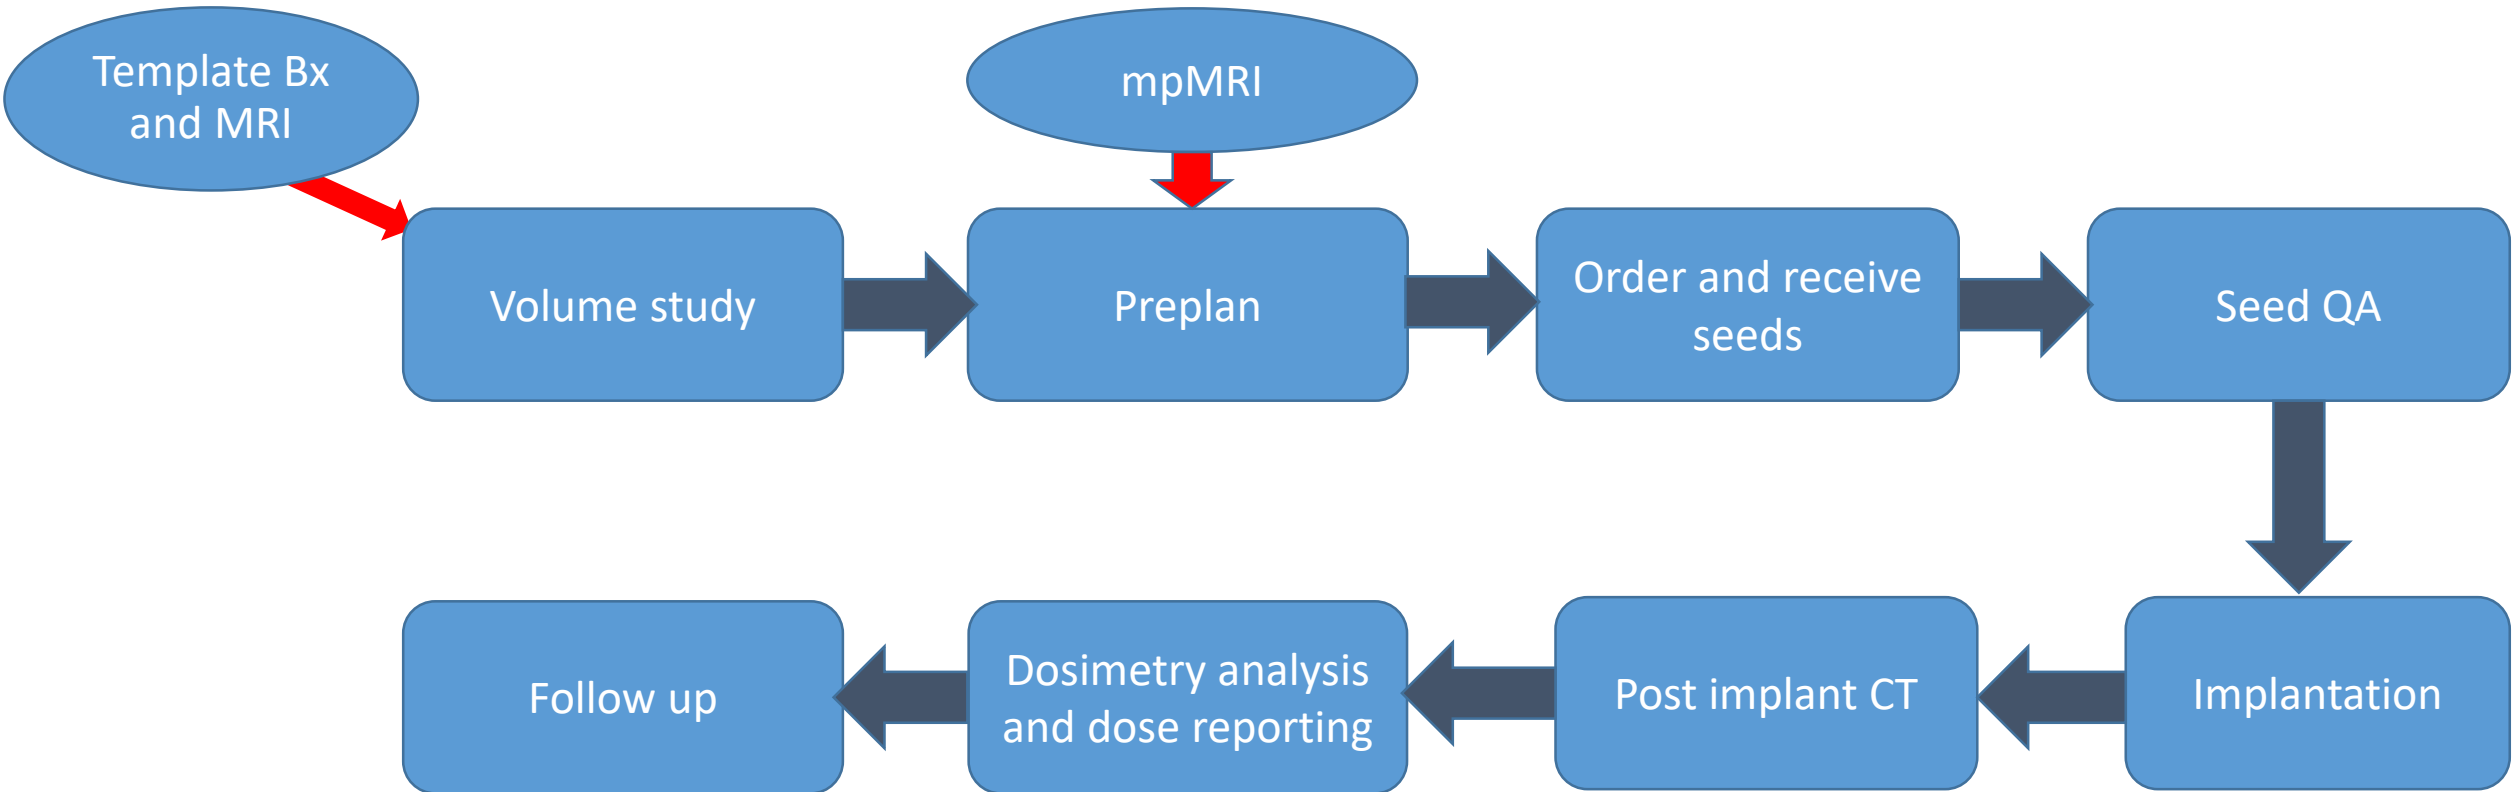 Template Bx
and MRI
mpMRI
Volume study
Preplan
Order and receive
seeds
Seed QA
Implantation
Post implant CT
Dosimetry analysis
and dose reporting
Follow up